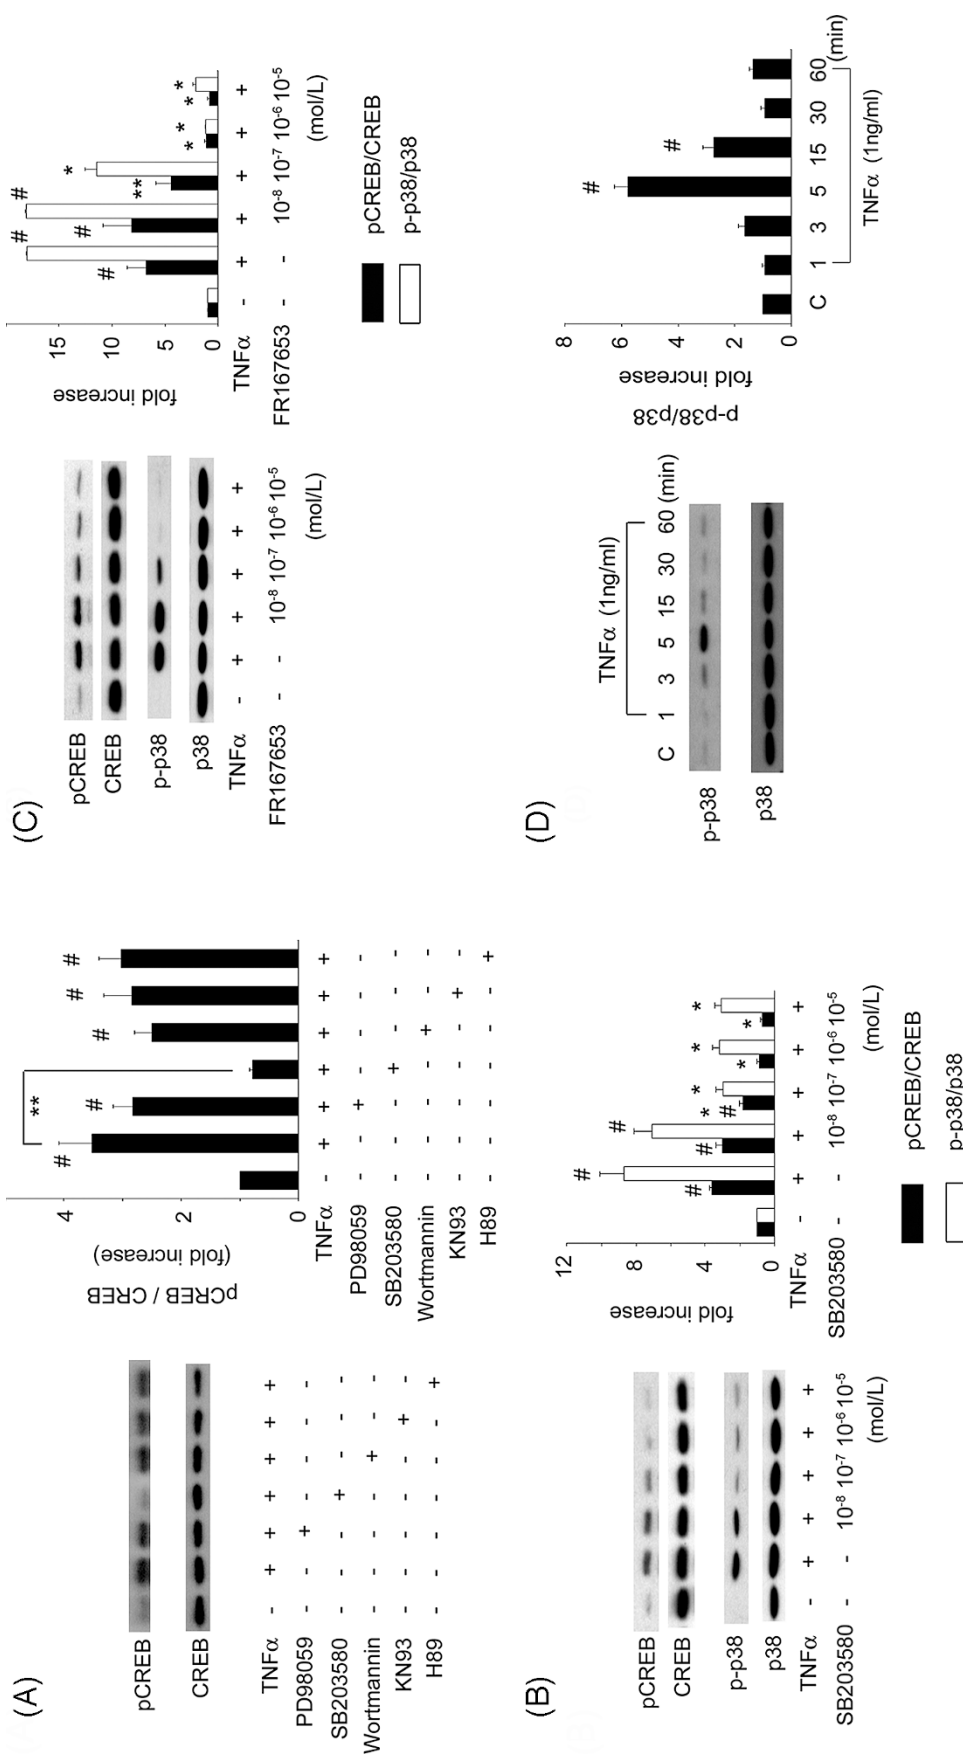 (A)
pCREB
CREB
TNFα - + + + + + +
PD98059 - - + - - - -
SB203580 - - - + - - -
Wortmannin - - - - + - -
KN93 - - - - - + -
H89 - - - - - - +
pCREB / CREB
(fold increase)
4
2
0
# # ** # # #
TNFα - + + + + + +
PD98059 - - + - - - -
SB203580 - - - + - - -
Wortmannin - - - - + - -
KN93 - - - - - + -
H89 - - - - - - +
(B)
pCREB
CREB
p-p38
p38
TNFα - + + + + +
SB203580 - - 10-8 10-7 10-6 10-5
(mol/L)
fold increase
12
8
4
0
# # # # # * * * * * *
TNFα - + + + + +
SB203580 - - 10-8 10-7 10-6 10-5
(mol/L)
pCREB/CREB
p-p38/p38
(C)
pCREB
CREB
p-p38
p38
TNFα - + + + + +
FR167653 - - 10-8 10-7 10-6 10-5
(mol/L)
fold increase
15
10
5
0
# # # # ** * * * * *
TNFα - + + + + +
FR167653 - - 10-8 10-7 10-6 10-5
(mol/L)
pCREB/CREB
p-p38/p38
(D)
TNFα (1ng/ml)
C 1 3 5 15 30 60 (min)
p-p38
p38
p-p38/p38
fold increase
8
6
4
2
0
# #
C 1 3 5 15 30 60
(min)
TNFα (1ng/ml)